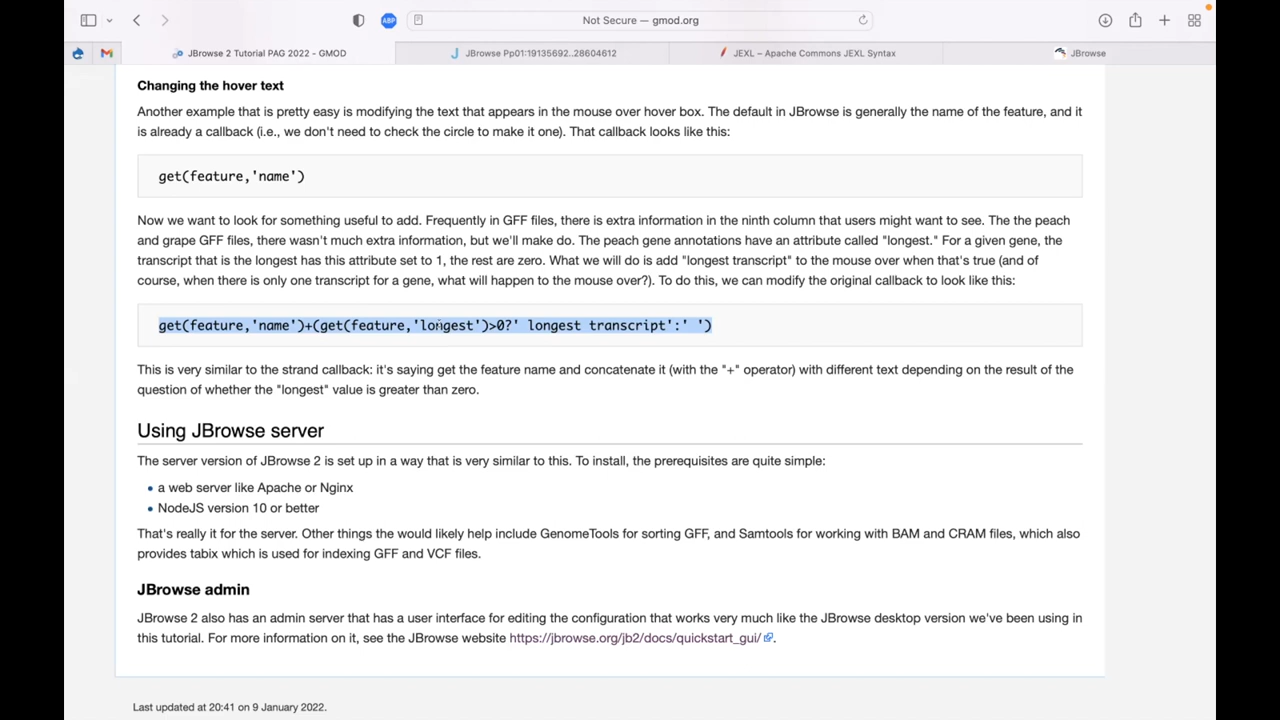 Not Secure — gmod.org
JBrowse 2 Tutorial PAG 2022 - GMOD
JBrowse Pp01:19135692..28604612
JEXL – Apache Commons JEXL Syntax
JBrowse
ABP
Changing the hover text
Another example that is pretty easy is modifying the text that appears in the mouse over hover box. The default in JBrowse is generally the name of the feature, and it
is already a callback (i.e., we don't need to check the circle to make it one). That callback looks like this:
get(feature,'name')
Now we want to look for something useful to add. Frequently in GFF files, there is extra information in the ninth column that users might want to see. The the peach
and grape GFF files, there wasn't much extra information, but we'll make do. The peach gene annotations have an attribute called "longest." For a given gene, the
transcript that is the longest has this attribute set to 1, the rest are zero. What we will do is add "longest transcript" to the mouse over when that's true (and of
course, when there is only one transcript for a gene, what will happen to the mouse over?). To do this, we can modify the original callback to look like this:
get(feature,'name')+(get(feature,'longest')>0?' longest transcript':' ')
This is very similar to the strand callback: it's saying get the feature name and concatenate it (with the "+" operator) with different text depending on the result of the
question of whether the "longest" value is greater than zero.
Using JBrowse server
The server version of JBrowse 2 is set up in a way that is very similar to this. To install, the prerequisites are quite simple:
• a web server like Apache or Nginx
• NodeJS version 10 or better
That's really it for the server. Other things the would likely help include GenomeTools for sorting GFF, and Samtools for working with BAM and CRAM files, which also
provides tabix which is used for indexing GFF and VCF files.
JBrowse admin
JBrowse 2 also has an admin server that has a user interface for editing the configuration that works very much like the JBrowse desktop version we've been using in
this tutorial. For more information on it, see the JBrowse website https://jbrowse.org/jb2/docs/quickstart_gui/.
Last updated at 20:41 on 9 January 2022.